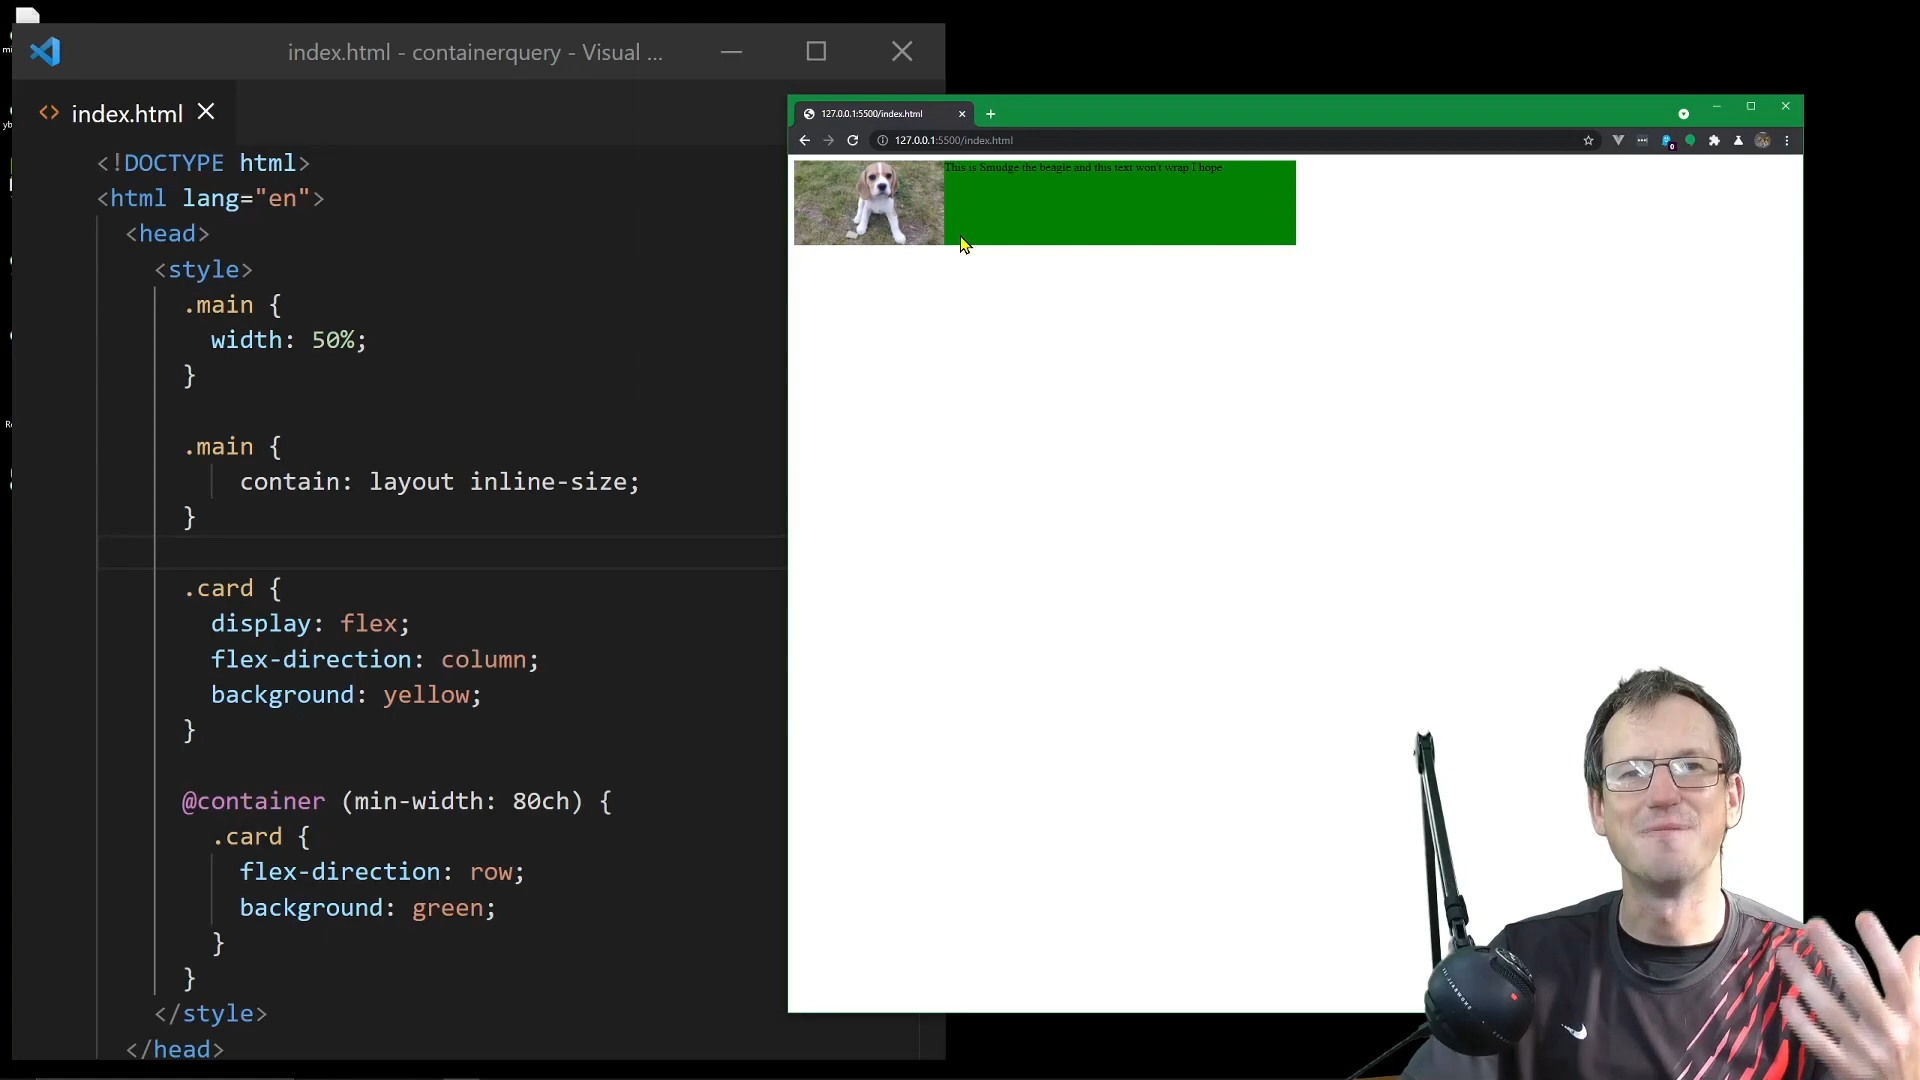 index.html - containerquery - Visual ...
index.html
<!DOCTYPE html>
<html lang="en">
<head>
<style>
.main {
width: 50%;
}
.main {
contain: layout inline-size;
}
.card {
display: flex;
flex-direction: column;
background: yellow;
}
@container (min-width: 80ch) {
.card {
flex-direction: row;
background: green;
}
}
</style>
</head>
127.0.0.1:5500/index.html
127.0.0.1:5500/index.html
0
This is Smudge the beagle and this text won't wrap I hope